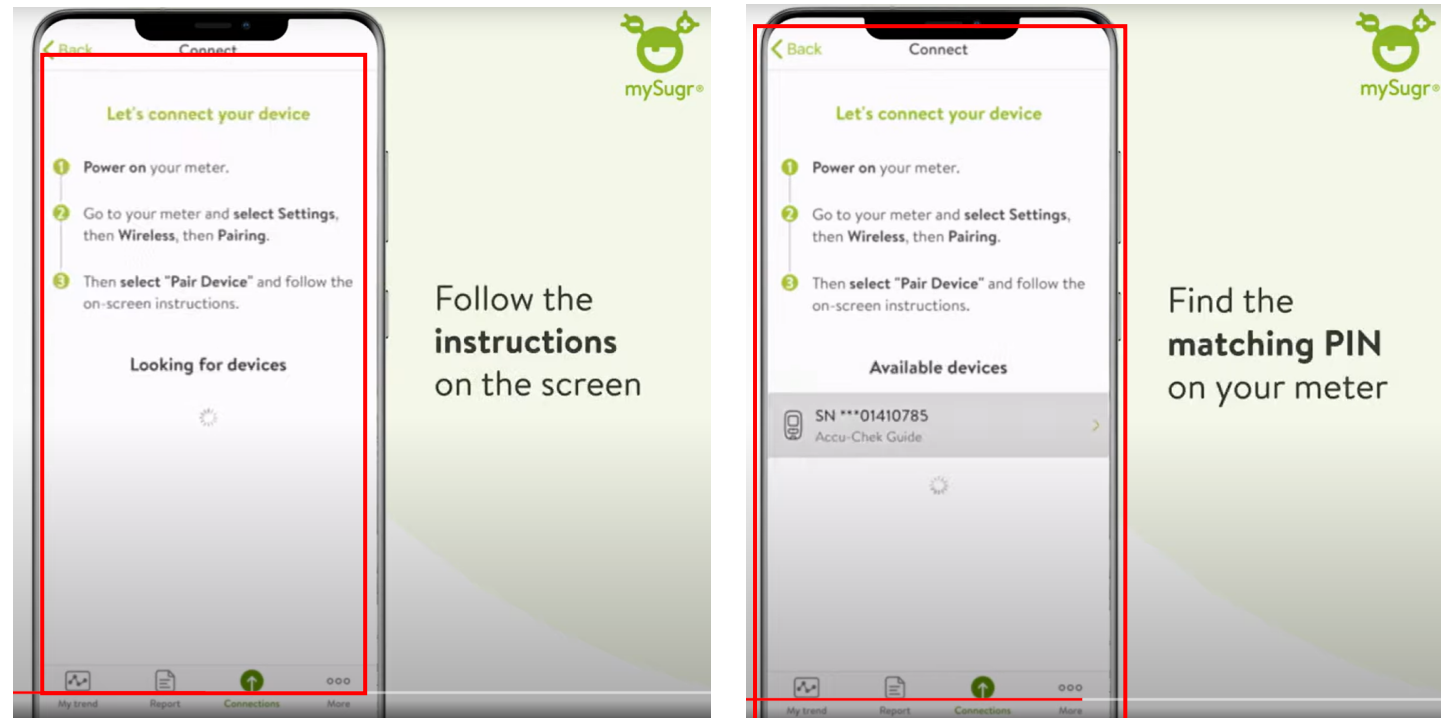 Back
Connect
mySugr®
Let's connect your device
1 Power on your meter.
2 Go to your meter and select Settings,
then Wireless, then Pairing.
3 Then select "Pair Device" and follow the
on-screen instructions.
Looking for devices
Follow the
instructions
on the screen
My trend
Report
Connections
More
Back
Connect
mySugr®
Let's connect your device
1 Power on your meter.
2 Go to your meter and select Settings,
then Wireless, then Pairing.
3 Then select "Pair Device" and follow the
on-screen instructions.
Available devices
SN ***01410785
Accu-Chek Guide
Find the
matching PIN
on your meter
My trend
Report
Connections
More